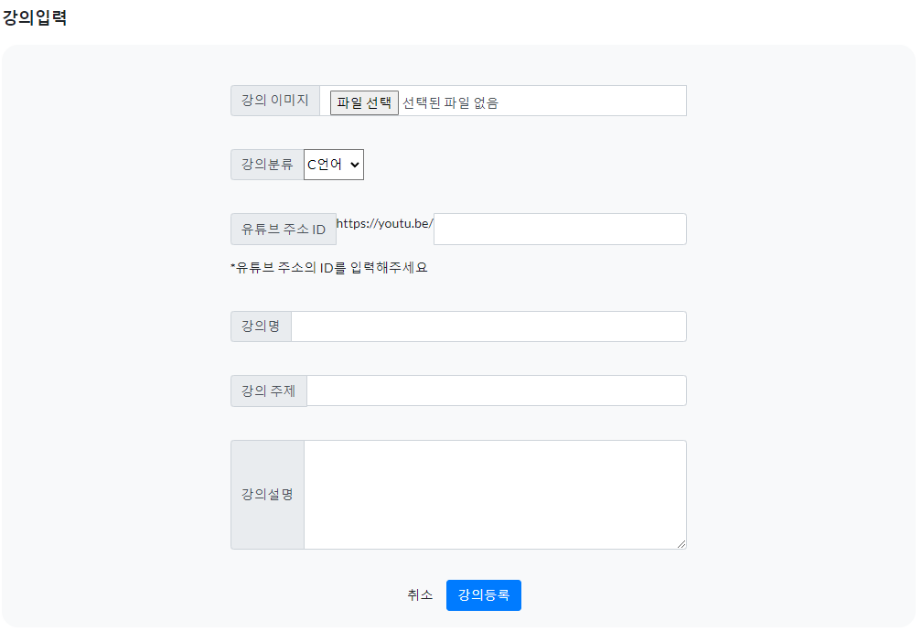 강의입력
강의 이미지 파일 선택 선택된 파일 없음
강의분류 C언어
유튜브 주소 ID https://youtu.be/
*유튜브 주소의 ID를 입력해주세요
강의명
강의 주제
강의설명
취소 강의등록